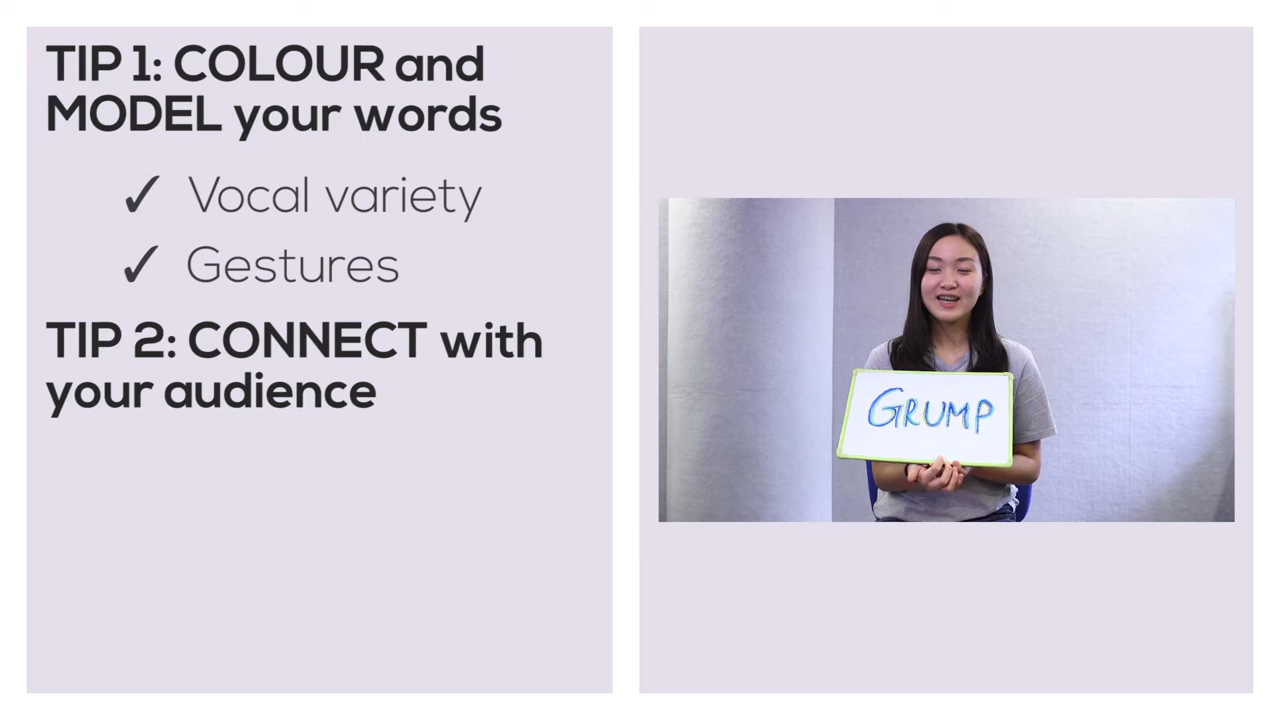 TIP 1: COLOUR and
MODEL your words
✓ Vocal variety
✓ Gestures
TIP 2: CONNECT with
your audience
GRUMP